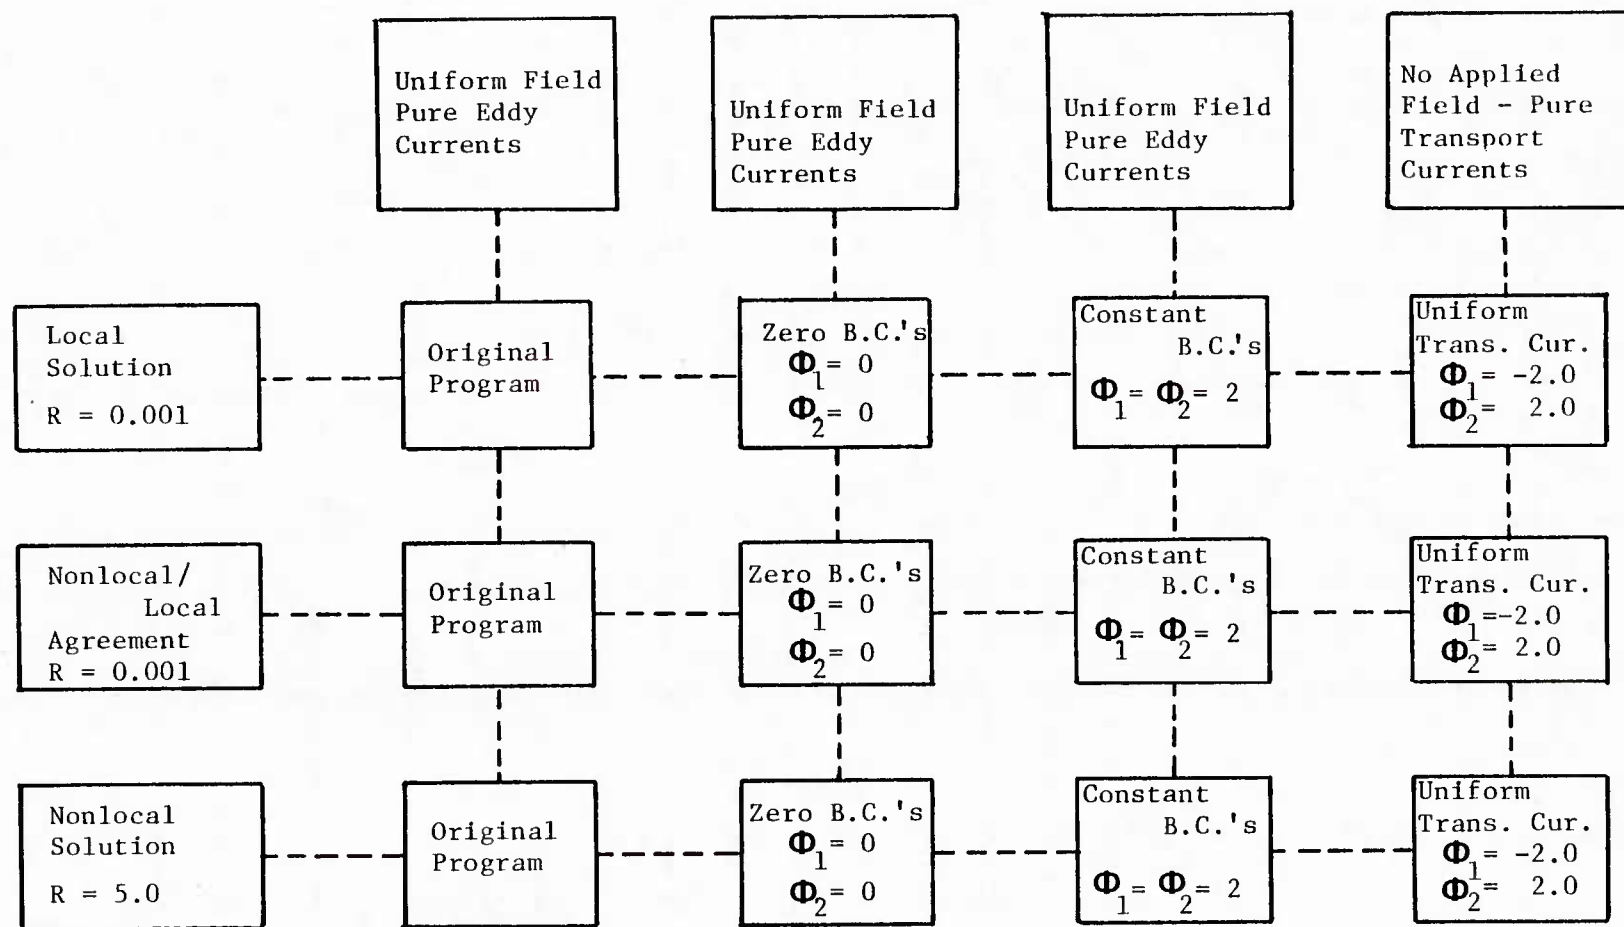 Uniform Field
Pure Eddy
Currents
Uniform Field
Pure Eddy
Currents
Uniform Field
Pure Eddy
Currents
No Applied
Field - Pure
Transport
Currents
Local
Solution
R = 0.001
Original
Program
Zero B.C.'s
Φ1 = 0
Φ2 = 0
Constant
B.C.'s
Φ1 = Φ2 = 2
Uniform
Trans. Cur.
Φ1 = -2.0
Φ2 = 2.0
Nonlocal/
Local
Agreement
R = 0.001
Original
Program
Zero B.C.'s
Φ1 = 0
Φ2 = 0
Constant
B.C.'s
Φ1 = Φ2 = 2
Uniform
Trans. Cur.
Φ1 =-2.0
Φ2 = 2.0
Nonlocal
Solution
R = 5.0
Original
Program
Zero B.C.'s
Φ1 = 0
Φ2 = 0
Constant
B.C.'s
Φ1 = Φ2 = 2
Uniform
Trans. Cur.
Φ1 = -2.0
Φ2 = 2.0